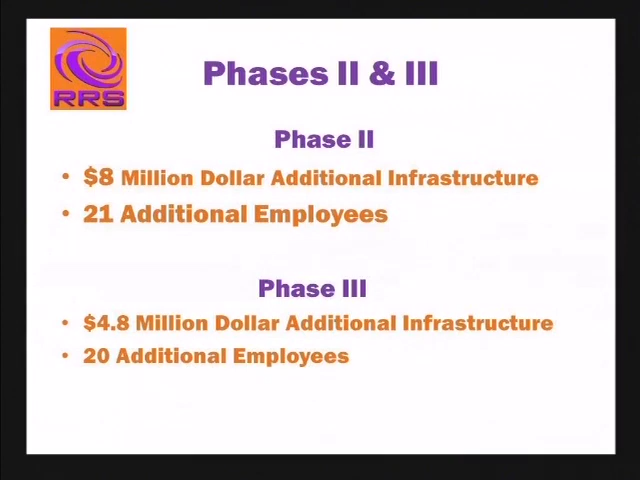 RRS
Phases II & III
Phase II
• $8 Million Dollar Additional Infrastructure
• 21 Additional Employees
Phase III
• $4.8 Million Dollar Additional Infrastructure
• 20 Additional Employees